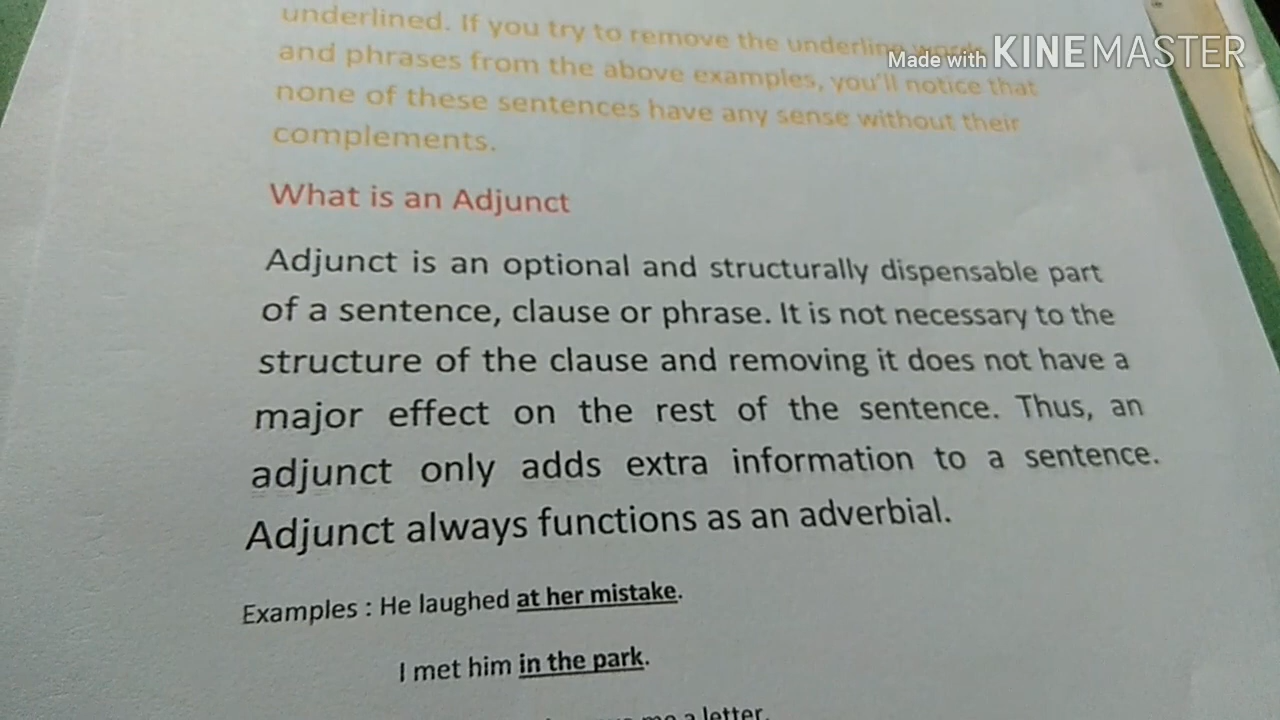 underlined. If you try to remove the underline words
Made with KINEMASTER
and phrases from the above examples, you'll notice that
none of these sentences have any sense without their
complements.
What is an Adjunct
Adjunct is an optional and structurally dispensable part
of a sentence, clause or phrase. It is not necessary to the
structure of the clause and removing it does not have a
major effect on the rest of the sentence. Thus, an
adjunct only adds extra information to a sentence.
Adjunct always functions as an adverbial.
Examples : He laughed at her mistake.
I met him in the park.
me a letter.